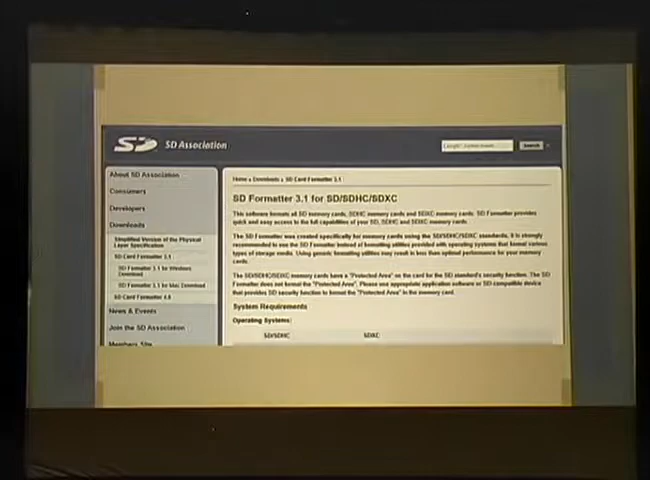 SD Association
Search
About SD Association
Consumers
Developers
Downloads
Simplified Version of the Physical
Layer Specification
SD Card Formatter 3.1
SD Formatter 3.1 for Windows
Download
SD Formatter 3.1 for Mac Download
SD Card Formatter
News & Events
Join the SD Association
Members Site
Home » Downloads » SD Card Formatter 3.1
SD Formatter 3.1 for SD/SDHC/SDXC
This software formats all SD memory cards, SDHC memory cards and SDXC memory cards. SD Formatter provides
quick and easy access to the full capabilities of your SD, SDHC and SDXC memory cards.
The SD Formatter was created specifically for memory cards using the SD/SDHC/SDXC standards. It is strongly
recommended to use the SD Formatter instead of formatting utilities provided with operating systems that format various
types of storage media. Using generic formatting utilities may result in less than optimal performance for your memory
cards.
The SD/SDHC/SDXC memory cards have a "Protected Area" on the card for the SD standard's security function. The SD
Formatter does not format the "Protected Area". Please use appropriate application software or SD-compatible device
that provides SD security function to format the "Protected Area" in the memory card.
System Requirements
Operating Systems:
SD/SDHC SDXC